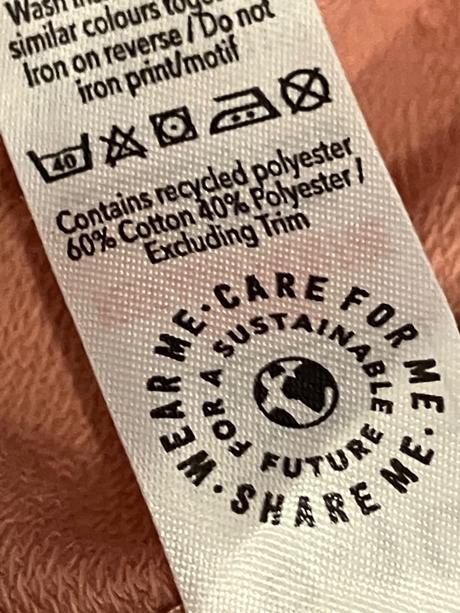 Wash
similar colours
Iron on reverse / Do not
iron print/motif
40
Contains recycled polyester
60% Cotton 40% Polyester /
Excluding Trim
WEAR ME • CARE FOR ME • SHARE ME •
FOR A SUSTAINABLE FUTURE